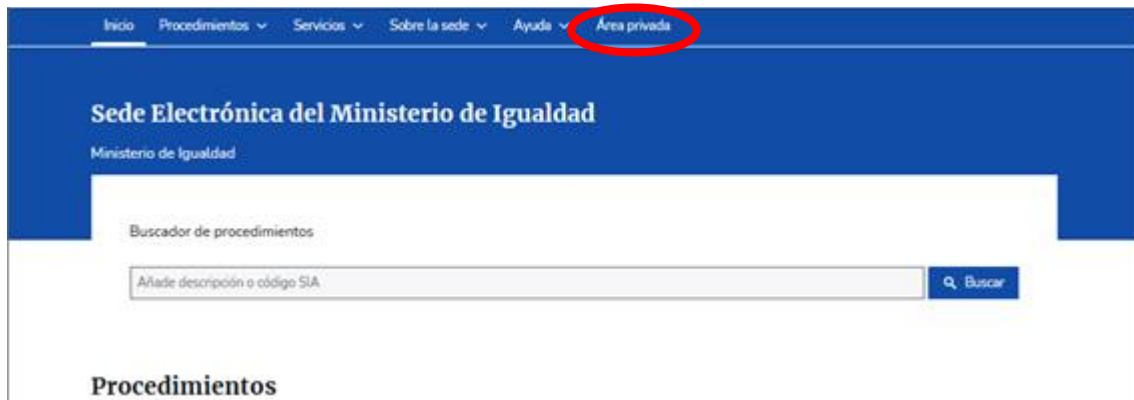 Inicio Procedimientos Servicios Sobre la sede Ayuda Área privada
Sede Electrónica del Ministerio de Igualdad
Ministerio de Igualdad
Buscador de procedimientos
Añade descripción o código SIA
Buscar
Procedimientos